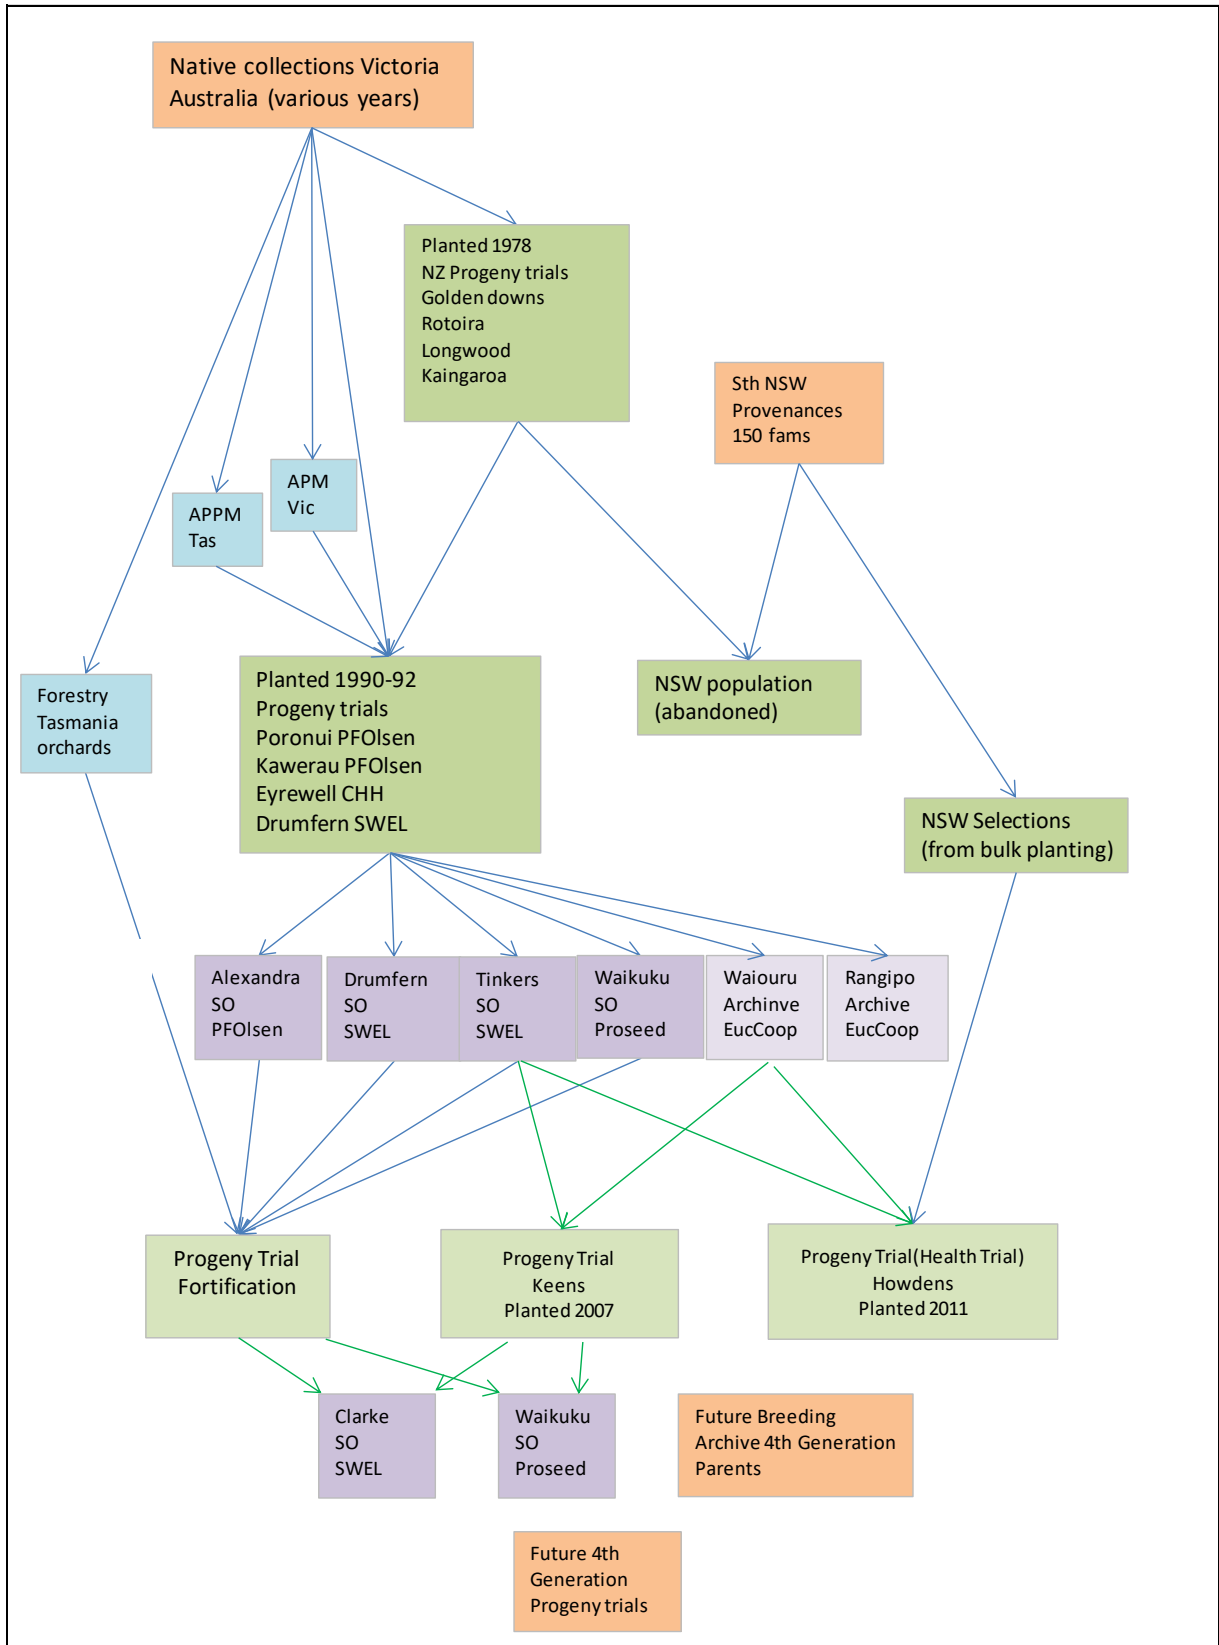 Native collections Victoria
Australia (various years)
Planted 1978
NZ Progeny trials
Golden downs
Rotoira
Longwood
Kaingaroa
Sth NSW
Provenances
150 fams
APM
Vic
APPM
Tas
Forestry
Tasmania
orchards
Planted 1990-92
Progeny trials
Poronui PFOlsen
Kawerau PFOlsen
Eyrewell CHH
Drumfern SWEL
NSW population
(abandoned)
NSW Selections
(from bulk planting)
Alexandra
SO
PFOlsen
Drumfern
SO
SWEL
Tinkers
SO
SWEL
Waikuku
SO
Proseed
Waiouru
Archinve
EucCoop
Rangipo
Archive
EucCoop
Progeny Trial
Fortification
Progeny Trial
Keens
Planted 2007
Progeny Trial(Health Trial)
Howdens
Planted 2011
Clarke
SO
SWEL
Waikuku
SO
Proseed
Future Breeding
Archive 4th Generation
Parents
Future 4th
Generation
Progeny trials